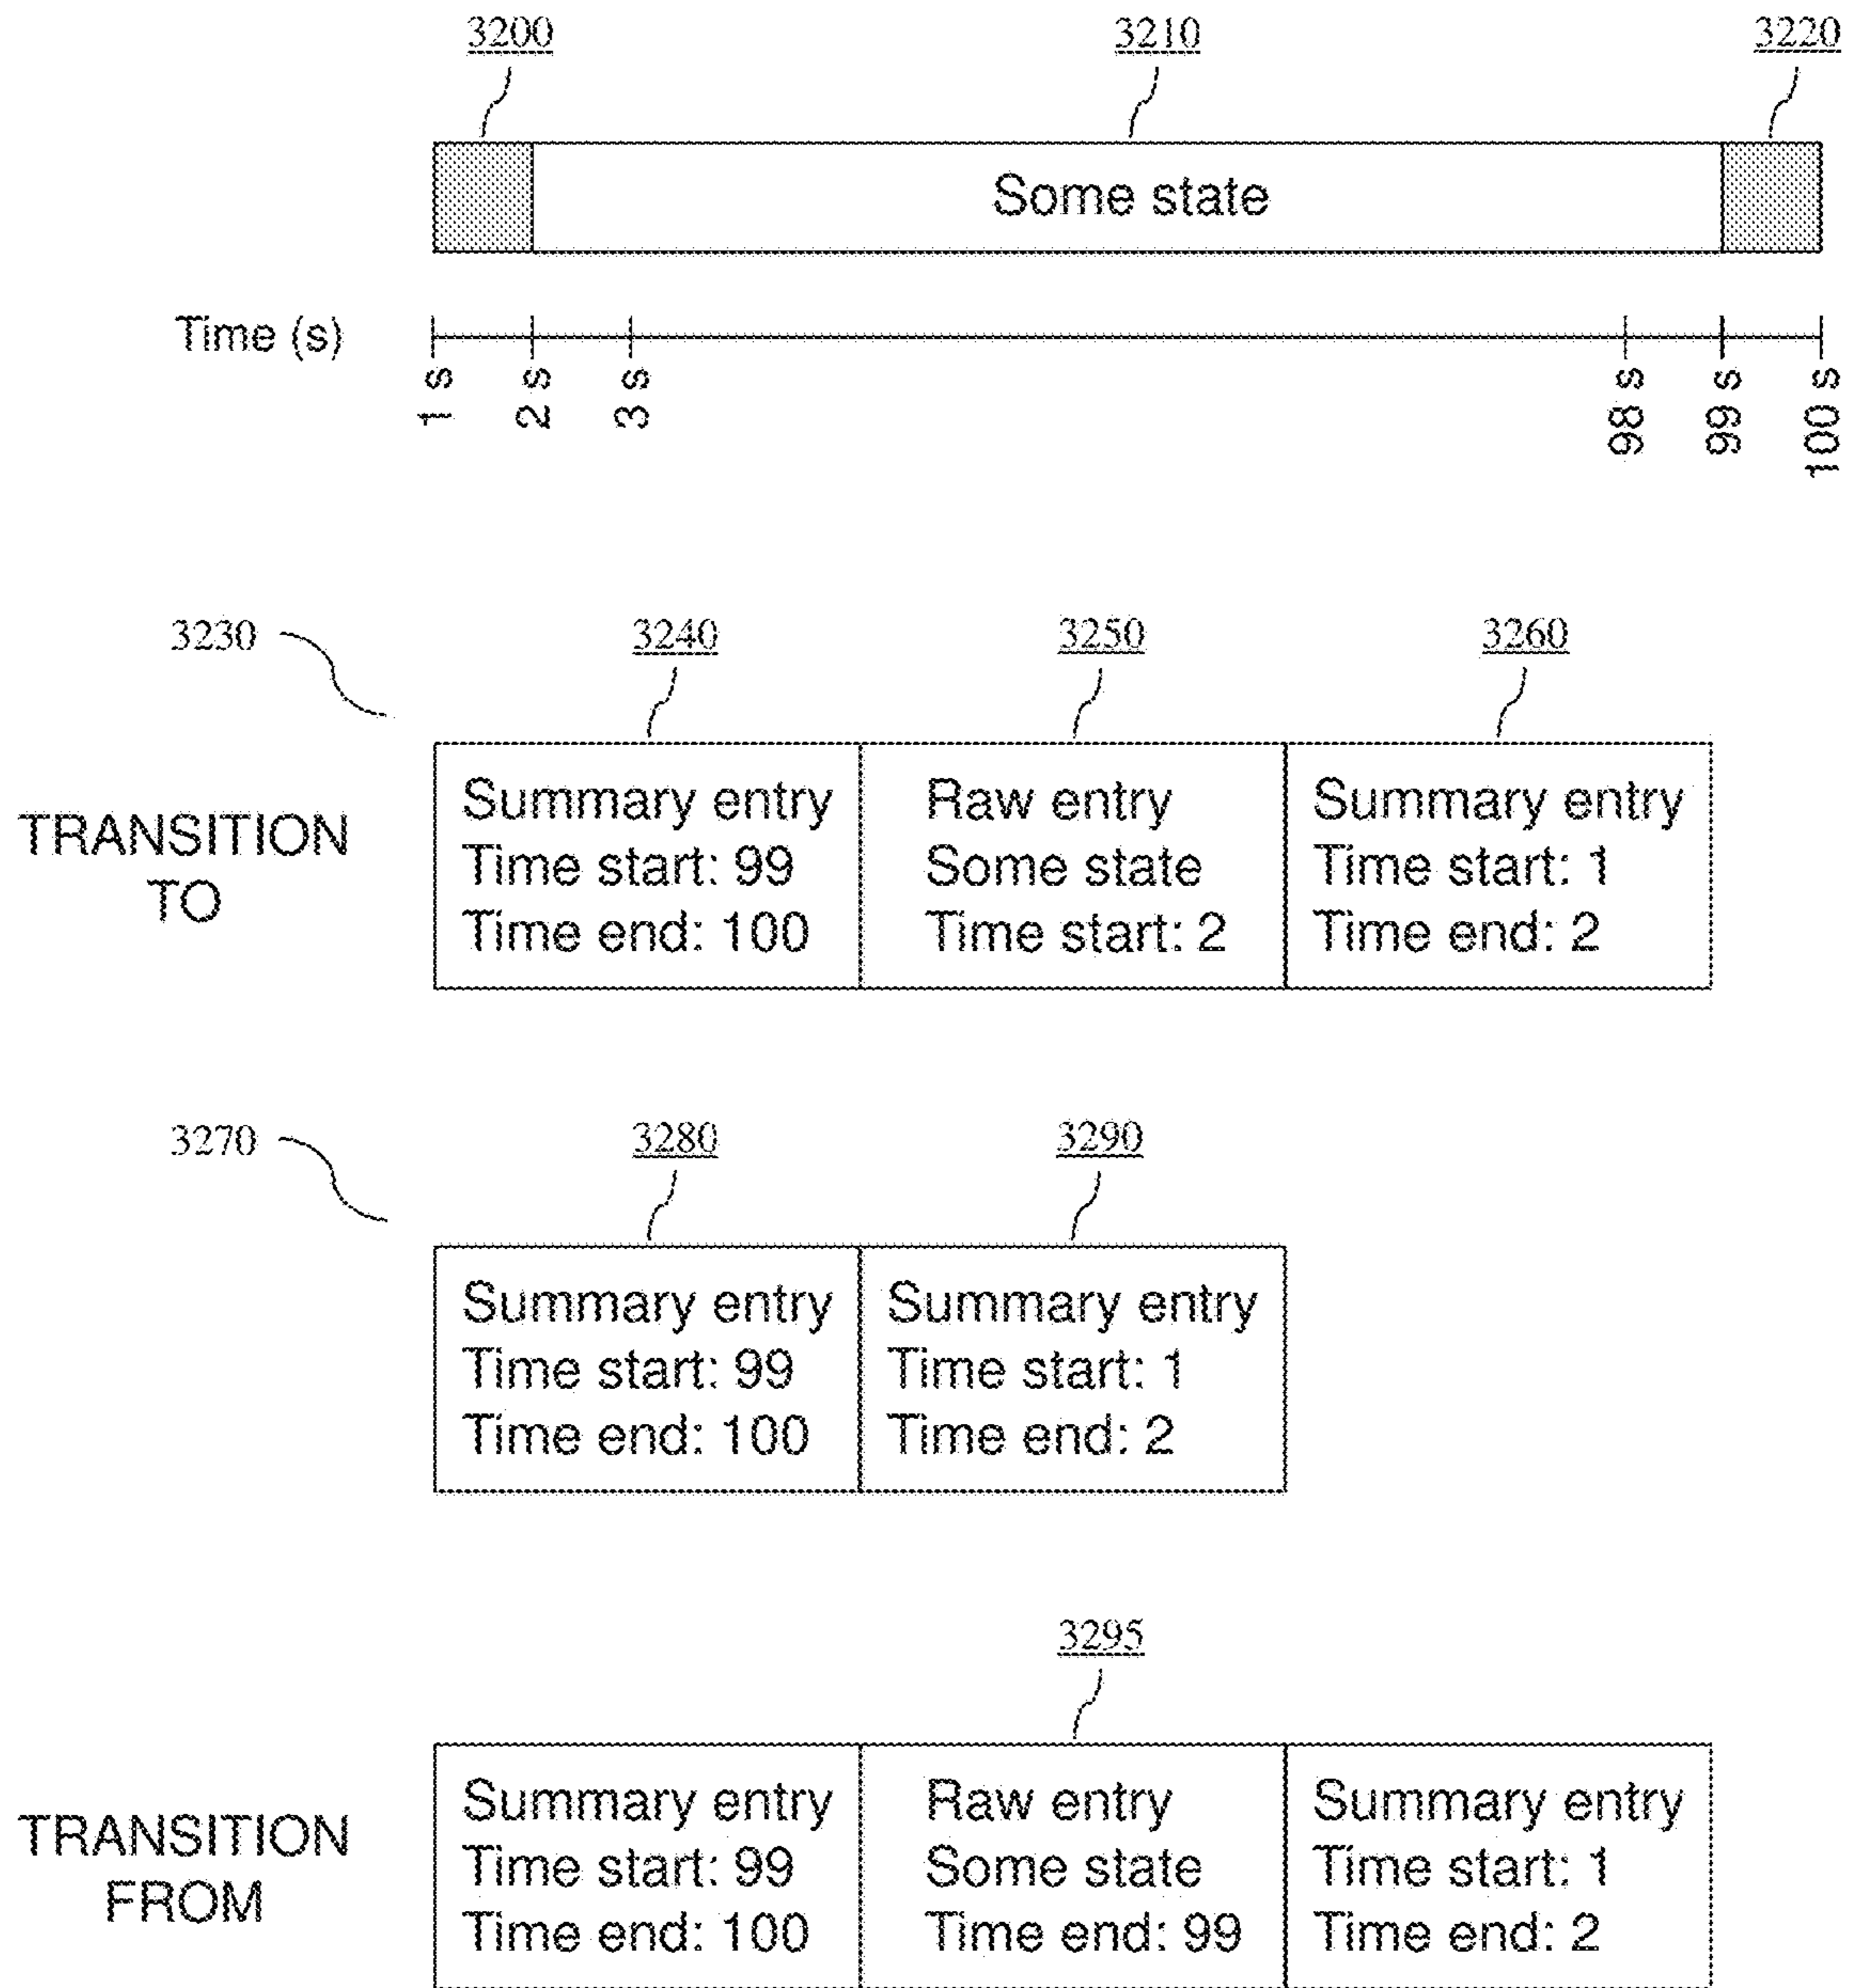 3200 3210 3220
Some state
Time (s)
1 s 2 s 3 s 98 s 99 s 100 s
3230 3240 3250 3260
TRANSITION
TO
Summary entry
Time start: 99
Time end: 100
Raw entry
Some state
Time start: 2
Summary entry
Time start: 1
Time end: 2
3270 3280 3290
Summary entry
Time start: 99
Time end: 100
Summary entry
Time start: 1
Time end: 2
3295
TRANSITION
FROM
Summary entry
Time start: 99
Time end: 100
Raw entry
Some state
Time end: 99
Summary entry
Time start: 1
Time end: 2